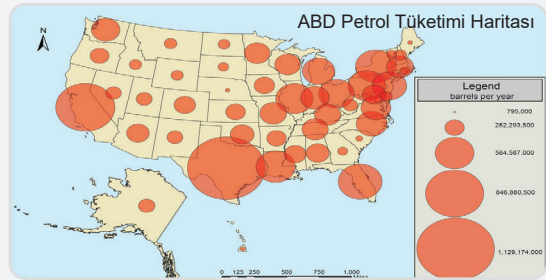 ABD Petrol Tüketimi Haritası
N
Legend
barrels per year
795,000
282,293,500
564,587,000
846,880,500
1,129,174,000
0 125 250 500 750 1,000
Miles